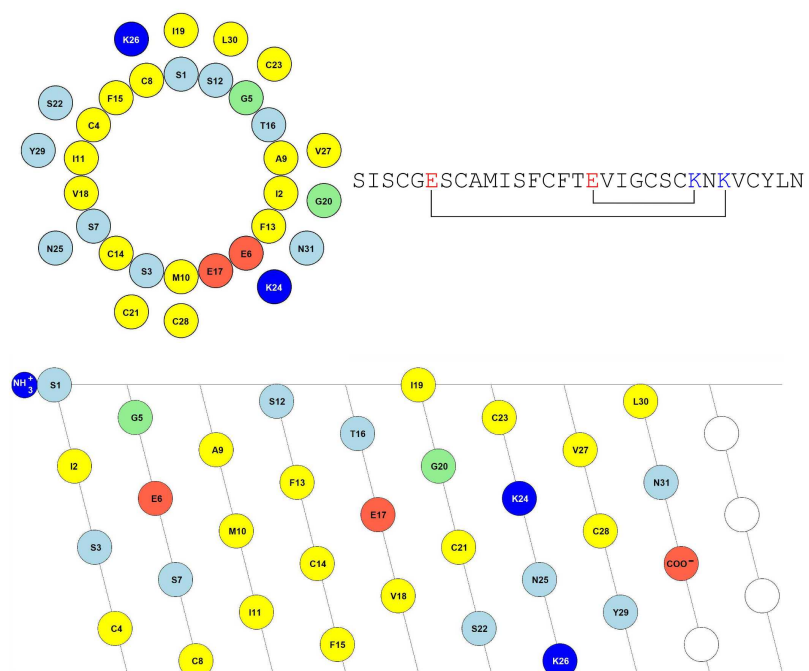 I19
K26
L30
C23
S1
C8
S12
F15
G5
S22
C4
T16
Y29
I11
A9
V27
SISCGESCAMISFCFTEVIGCSCKNKVCYLN
V18
I2
G20
S7
F13
N25
C14
E6
N31
S3
M10
E17
K24
C21
C28
NH+3
S1
I2
S3
C4
G5
E6
S7
C8
A9
M10
I11
S12
F13
C14
F15
T16
E17
V18
I19
G20
C21
S22
C23
K24
N25
K26
V27
C28
Y29
L30
N31
COO−